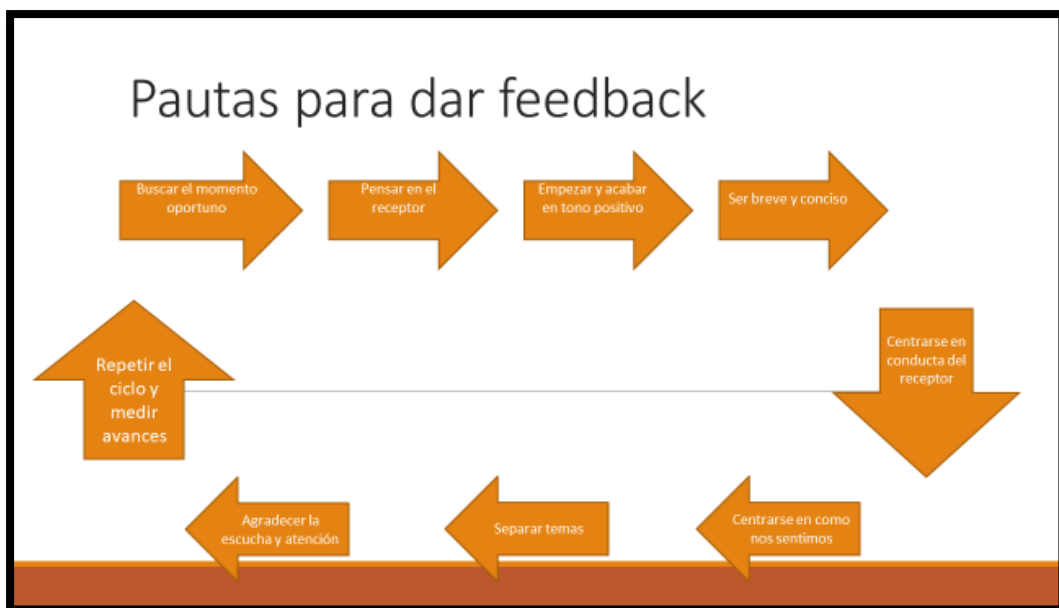 Pautas para dar feedback
Buscar el momento
oportuno
Pensar en el
receptor
Empezar y acabar
en tono positivo
Ser breve y conciso
Centrarse en
conducta del
receptor
Centrarse en como
nos sentimos
Separar temas
Agradecer la
escucha y atención
Repetir el
ciclo y
medir
avances